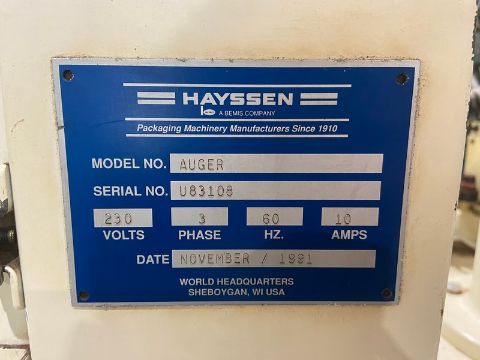 HAYSSEN
A BEMIS COMPANY
Packaging Machinery Manufacturers Since 1910
MODEL NO. AUGER
SERIAL NO. U83108
230 3 60 10
VOLTS PHASE HZ. AMPS
DATE NOVEMBER / 1991
WORLD HEADQUARTERS
SHEBOYGAN, WI USA